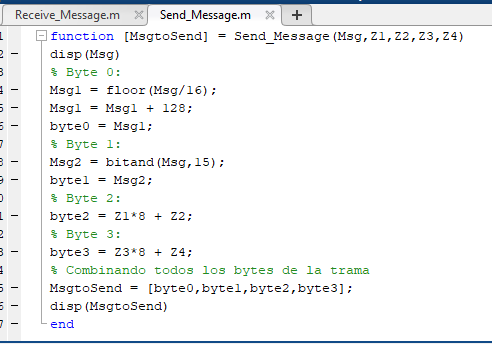 Receive_Message.m × Send_Message.m × +
1 function [MsgtoSend] = Send_Message(Msg,Z1,Z2,Z3,Z4)
2 – disp(Msg)
3 % Byte 0:
4 – Msg1 = floor(Msg/16);
5 – Msg1 = Msg1 + 128;
6 – byte0 = Msg1;
7 % Byte 1:
8 – Msg2 = bitand(Msg,15);
9 – byte1 = Msg2;
0 % Byte 2:
1 – byte2 = Z1*8 + Z2;
2 % Byte 3:
3 – byte3 = Z3*8 + Z4;
4 % Combinando todos los bytes de la trama
5 – MsgtoSend = [byte0,byte1,byte2,byte3];
6 – disp(MsgtoSend)
7 – end